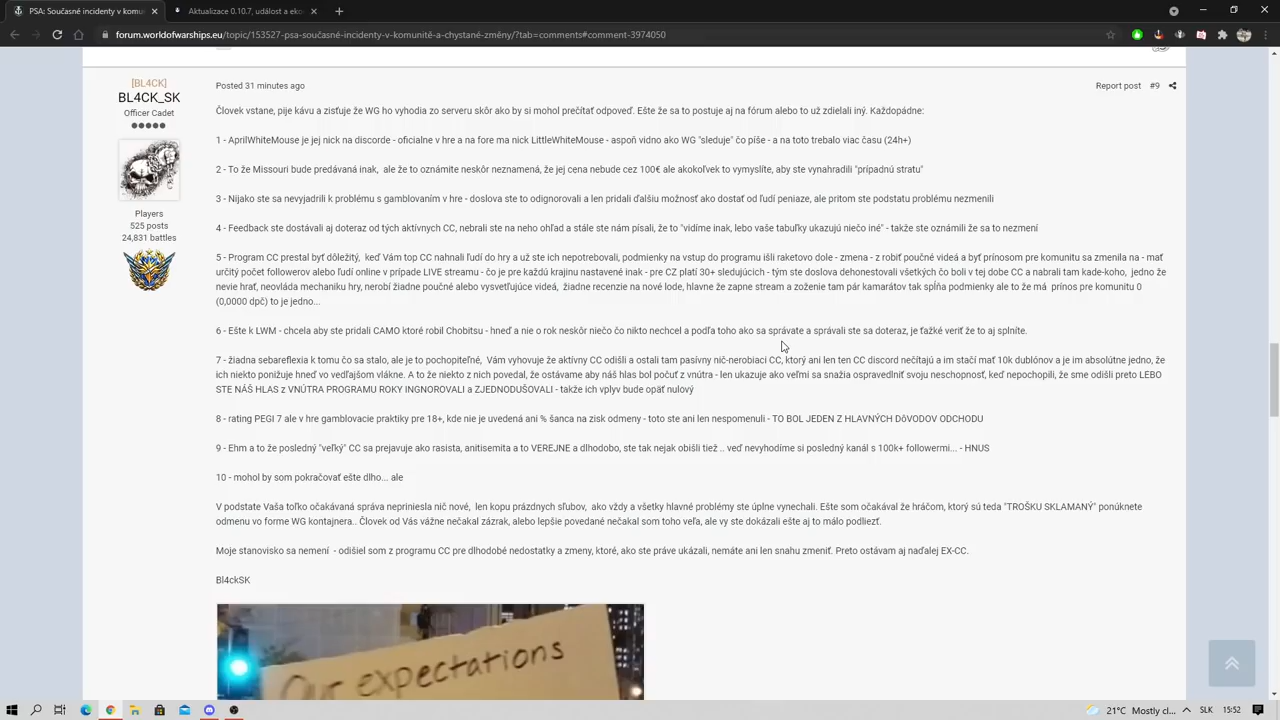 PSA: Současné incidenty v komu
Aktualizace 0.10.7, události a eko
forum.worldofwarships.eu/topic/153527-psa-současné-incidenty-v-komunitě-a-chystané-změny/?tab=comments#comment-3974050
[BL4CK]
BL4CK_SK
Officer Cadet
Players
525 posts
24,831 battles
Posted 31 minutes ago
Report post #9
Človek vstane, pije kávu a zisťuje že WG ho vyhodia zo serveru skôr ako by si mohol prečítať odpoveď. Ešte že sa to postuje aj na fórum alebo to už zdielali iný. Každopádne:
1 - AprilWhiteMouse je jej nick na discorde - oficialne v hre a na fore ma nick LittleWhiteMouse - aspoň vidno ako WG "sleduje" čo píše - a na toto trebalo viac času (24h+)
2 - To že Missouri bude predávaná inak, ale že to oznámite neskôr neznamená, že jej cena nebude cez 100€ ale akokoľvek to vymyslíte, aby ste vynahradili "prípadnú stratu"
3 - Nijako ste sa nevyjadrili k problému s gamblovaním v hre - doslova ste to odignorovali a len pridali ďalšiu možnosť ako dostať od ľudí peniaze, ale pritom ste podstatu problému nezmenili
4 - Feedback ste dostávali aj doteraz od tých aktívnych CC, nebrali ste na neho ohľad a stále ste nám písali, že to "vidíme inak, lebo vaše tabuľky ukazujú niečo iné" - takže ste oznámili že sa to nezmení
5 - Program CC prestal byť dôležitý, keď Vám top CC nahnali ľudí do hry a už ste ich nepotrebovali, podmienky na vstup do programu išli raketovo dole - zmena - z robiť poučné videá a byť prínosom pre komunitu sa zmenila na - mať
určitý počet followerov alebo ľudí online v prípade LIVE streamu - čo je pre každú krajinu nastavené inak - pre CZ platí 30+ sledujúcich - tým ste doslova dehonestovali všetkých čo boli v tej dobe CC a nabrali tam kade-koho, jedno že
nevie hrať, neovláda mechaniku hry, nerobí žiadne poučné alebo vysvetľujúce videá, žiadne recenzie na nové lode, hlavne že zapne stream a zoženie tam pár kamarátov tak spĺňa podmienky ale to že má prínos pre komunitu 0
(0,0000 dpč) to je jedno...
6 - Ešte k LWM - chcela aby ste pridali CAMO ktoré robil Chobitsu - hneď a nie o rok neskôr niečo čo nikto nechcel a podľa toho ako sa správate a správali ste sa doteraz, je ťažké veriť že to aj splníte.
7 - žiadna sebareflexia k tomu čo sa stalo, ale je to pochopiteľné, Vám vyhovuje že aktívny CC odišli a ostali tam pasívny nič-nerobiaci CC, ktorý ani len ten CC discord nečítajú a im stačí mať 10k dublónov a je im absolútne jedno, že
ich niekto ponižuje hneď vo vedľajšom vlákne. A to že niekto z nich povedal, že ostávame aby náš hlas bol počuť z vnútra - len ukazuje ako veľmi sa snažia ospravedlniť svoju neschopnosť, keď nepochopili, že sme odišli preto LEBO
STE NÁŠ HLAS z VNÚTRA PROGRAMU ROKY INGNOROVALI a ZJEDNODUŠOVALI - takže ich vplyv bude opäť nulový
8 - rating PEGI 7 ale v hre gamblovacie praktiky pre 18+, kde nie je uvedená ani % šanca na zisk odmeny - toto ste ani len nespomenuli - TO BOL JEDEN Z HLAVNÝCH DôVODOV ODCHODU
9 - Ehm a to že posledný "veľký" CC sa prejavuje ako rasista, anitisemita a to VEREJNE a dlhodobo, ste tak nejak obišli tiež .. veď nevyhodíme si posledný kanál s 100k+ followermi... - HNUS
10 - mohol by som pokračovať ešte dlho... ale
V podstate Vaša toľko očakávaná správa nepriniesla nič nové, len kopu prázdnych sľubov, ako vždy a všetky hlavné problémy ste úplne vynechali. Ešte som očakával že hráčom, ktorý sú teda "TROŠKU SKLAMANÝ" ponúknete
odmenu vo forme WG kontajnera.. Človek od Vás vážne nečakal zázrak, alebo lepšie povedané nečakal som toho veľa, ale vy ste dokázali ešte aj to málo podliezť.
Moje stanovisko sa nemení - odišiel som z programu CC pre dlhodobé nedostatky a zmeny, ktoré, ako ste práve ukázali, nemáte ani len snahu zmeniť. Preto ostávam aj naďalej EX-CC.
Bl4ckSK
Our expectations
21°C Mostly cl...
SLK
15:52